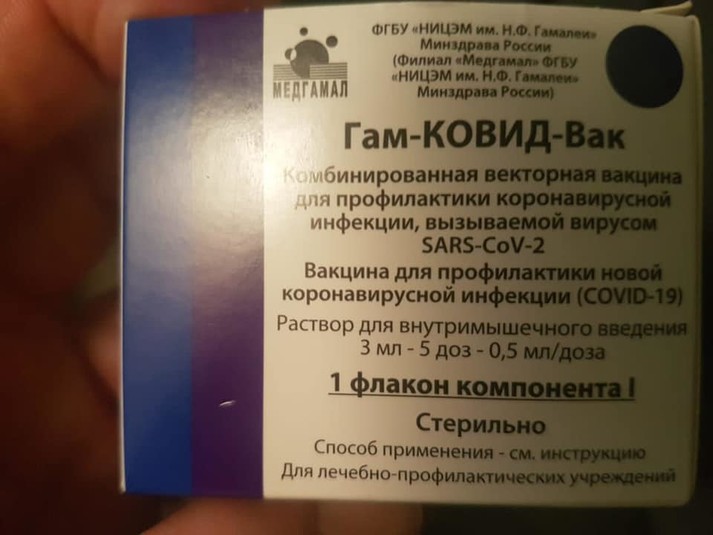 ФГБУ «НИЦЭМ им. Н.Ф. Гамалеи»
Минздрава России
(Филиал «Медгамал» ФГБУ
«НИЦЭМ им. Н.Ф. Гамалеи»
Минздрава России)
МЕДГАМАЛ
Гам-КОВИД-Вак
Комбинированная векторная вакцина
для профилактики коронавирусной
инфекции, вызываемой вирусом
SARS-CoV-2
Вакцина для профилактики новой
коронавирусной инфекции (COVID-19)
Раствор для внутримышечного введения
3 мл - 5 доз - 0,5 мл/доза
1 флакон компонента I
Стерильно
Способ применения - см. инструкцию
Для лечебно-профилактических учреждений